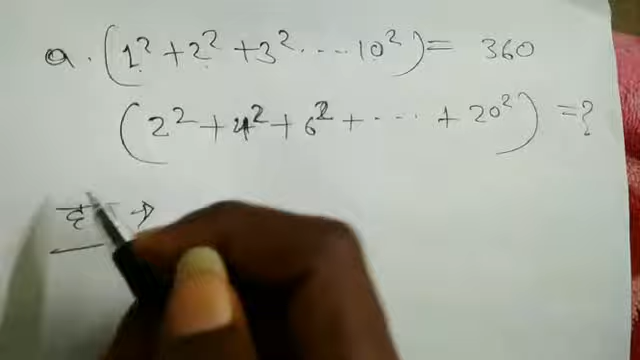 Q. (1² + 2² + 3² ... 10²) = 360
(2² + 4² + 6² + ... + 20²) = ?